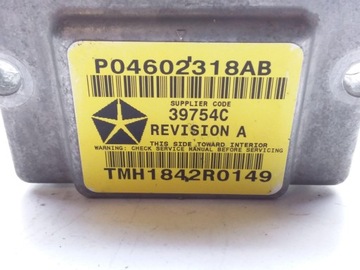 P04602318AB
SUPPLIER CODE
39754C
REVISION A
THIS SIDE TOWARD INTERIOR
WARNING: CHECK SERVICE MANUAL BEFORE SERVICING
TMH1842R0149